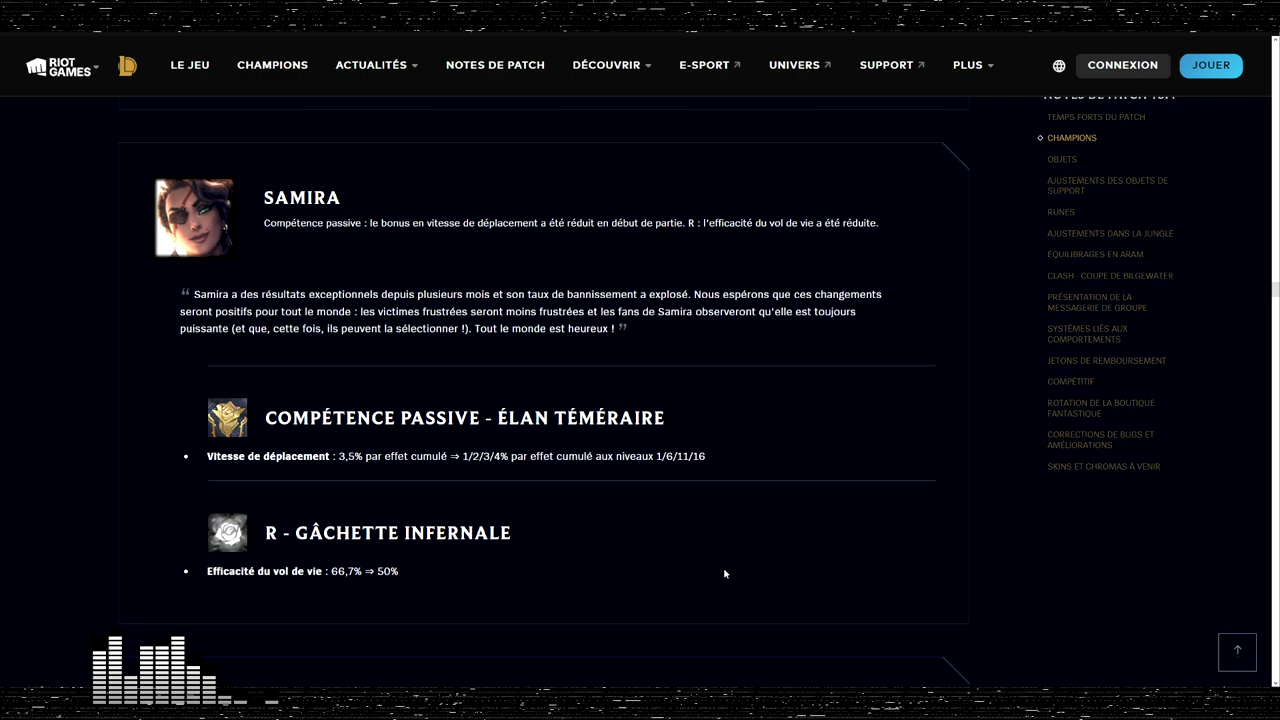 RIOT GAMES
LE JEU
CHAMPIONS
ACTUALITÉS
NOTES DE PATCH
DÉCOUVRIR
E-SPORT
UNIVERS
SUPPORT
PLUS
CONNEXION
JOUER
TEMPS FORTS DU PATCH
CHAMPIONS
OBJETS
AJUSTEMENTS DES OBJETS DE
SUPPORT
RUNES
AJUSTEMENTS DANS LA JUNGLE
ÉQUILIBRAGES EN ARAM
CLASH - COUPE DE BILGEWATER
PRÉSENTATION DE LA
MESSAGERIE DE GROUPE
SYSTÈMES LIÉS AUX
COMPORTEMENTS
JETONS DE REMBOURSEMENT
COMPÉTITIF
ROTATION DE LA BOUTIQUE
FANTASTIQUE
CORRECTIONS DE BUGS ET
AMÉLIORATIONS
SKINS ET CHROMAS À VENIR
SAMIRA
Compétence passive : le bonus en vitesse de déplacement a été réduit en début de partie. R : l'efficacité du vol de vie a été réduite.
“ Samira a des résultats exceptionnels depuis plusieurs mois et son taux de bannissement a explosé. Nous espérons que ces changements
seront positifs pour tout le monde : les victimes frustrées seront moins frustrées et les fans de Samira observeront qu'elle est toujours
puissante (et que, cette fois, ils peuvent la sélectionner !). Tout le monde est heureux ! ”
COMPÉTENCE PASSIVE - ÉLAN TÉMÉRAIRE
• Vitesse de déplacement : 3,5% par effet cumulé ⇒ 1/2/3/4% par effet cumulé aux niveaux 1/6/11/16
R - GÂCHETTE INFERNALE
• Efficacité du vol de vie : 66,7% ⇒ 50%